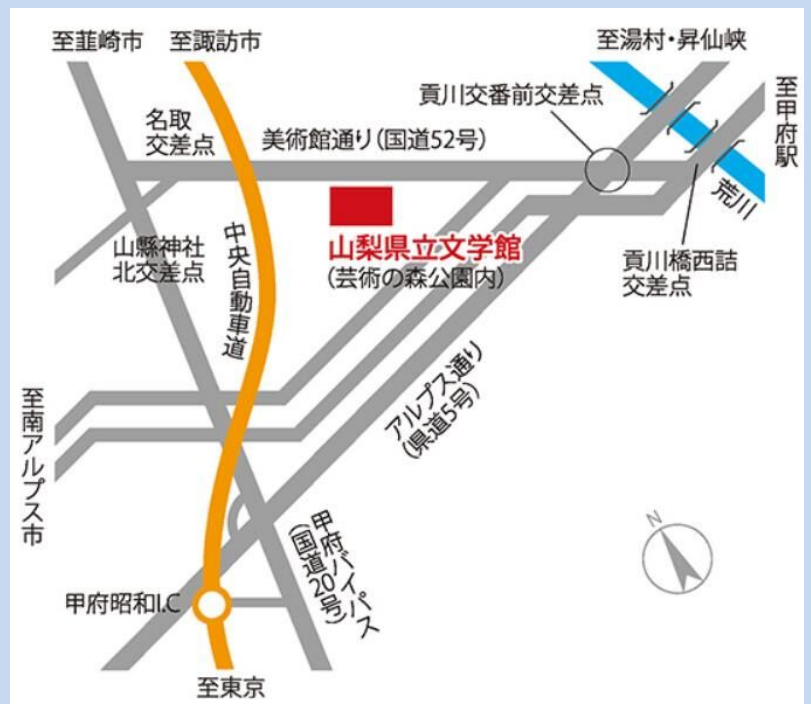 至韮崎市
至諏訪市
至湯村・昇仙峡
至甲府駅
貢川交番前交差点
名取
交差点
美術館通り(国道52号)
荒川
山梨県立文学館
(芸術の森公園内)
貢川橋西詰
交差点
山縣神社
北交差点
中央自動車道
アルプス通り
(県道5号)
至南アルプス市
甲府バイパス
(国道20号)
N
甲府昭和I.C
至東京